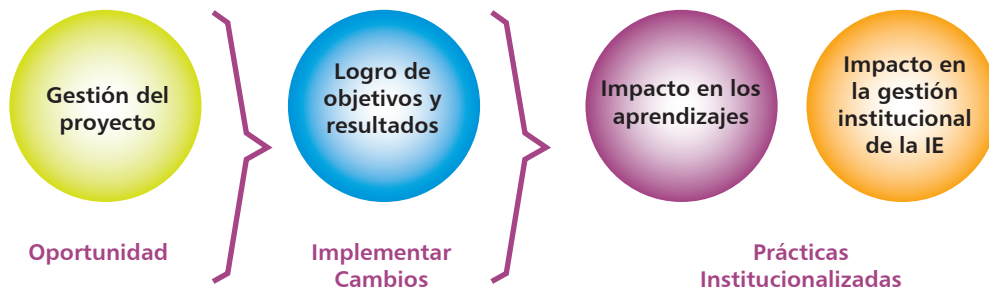 Gestión del
proyecto
Logro de
objetivos y
resultados
Impacto en los
aprendizajes
Impacto en
la gestión
institucional
de la IE
Oportunidad
Implementar
Cambios
Prácticas
Institucionalizadas